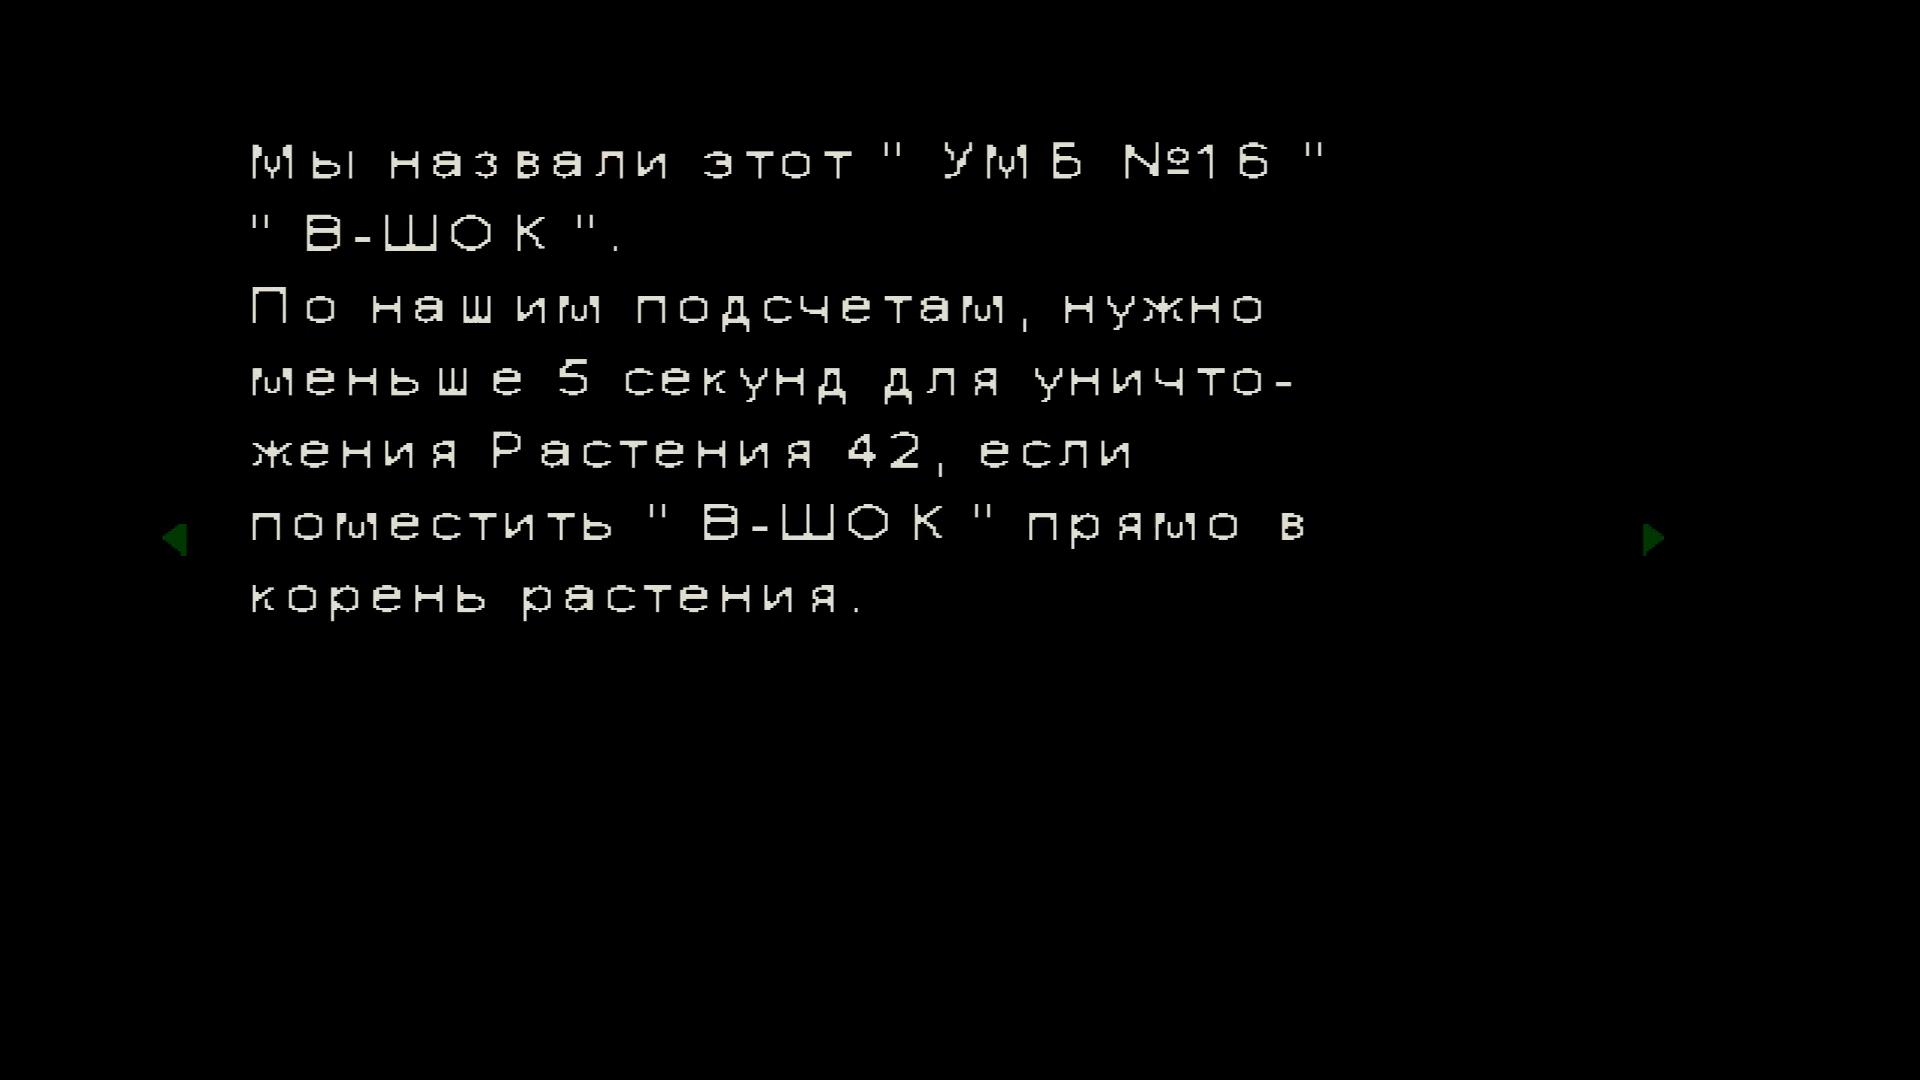 Мы назвали этот " УМБ №16 "
" В-ШОК ".
По нашим подсчетам, нужно
меньше 5 секунд для уничто-
жения Растения 42, если
поместить " В-ШОК " прямо в
корень растения.